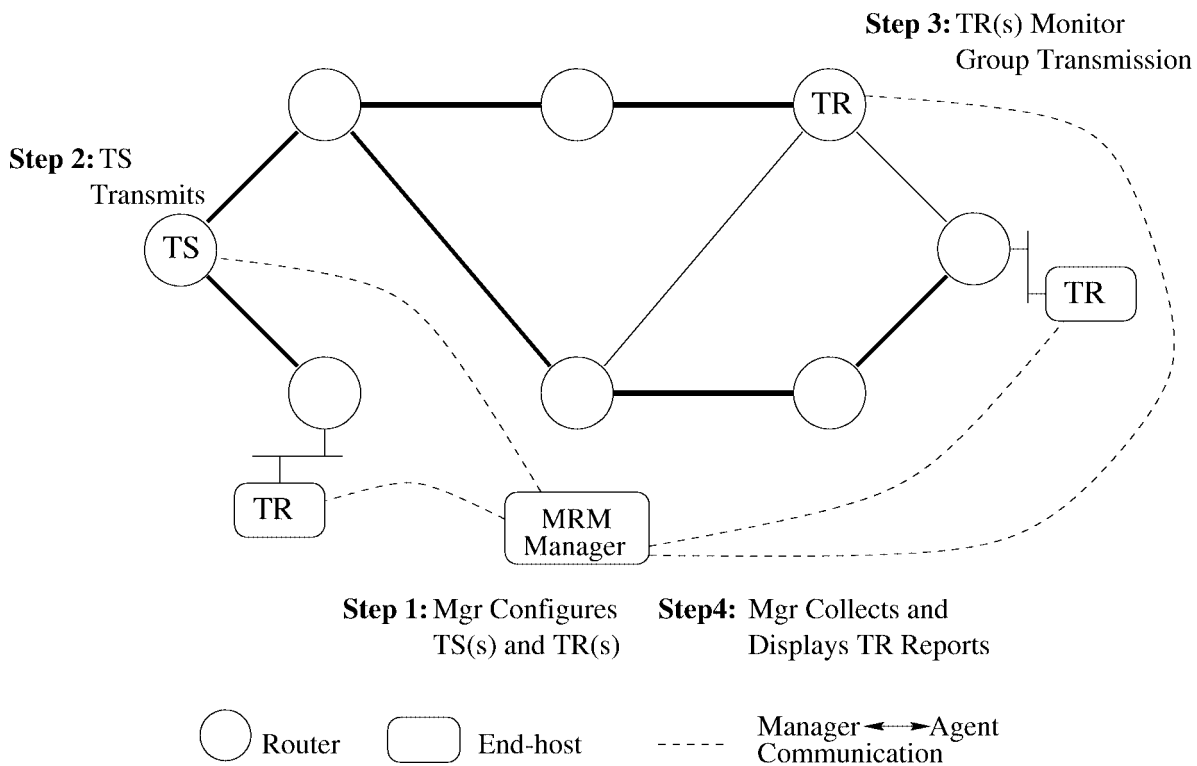 Step 3: TR(s) Monitor
Group Transmission
TR
Step 2: TS
Transmits
TS
TR
TR
MRM
Manager
Step 1: Mgr Configures
TS(s) and TR(s)
Step4: Mgr Collects and
Displays TR Reports
Router
End-host
Manager Agent
Communication